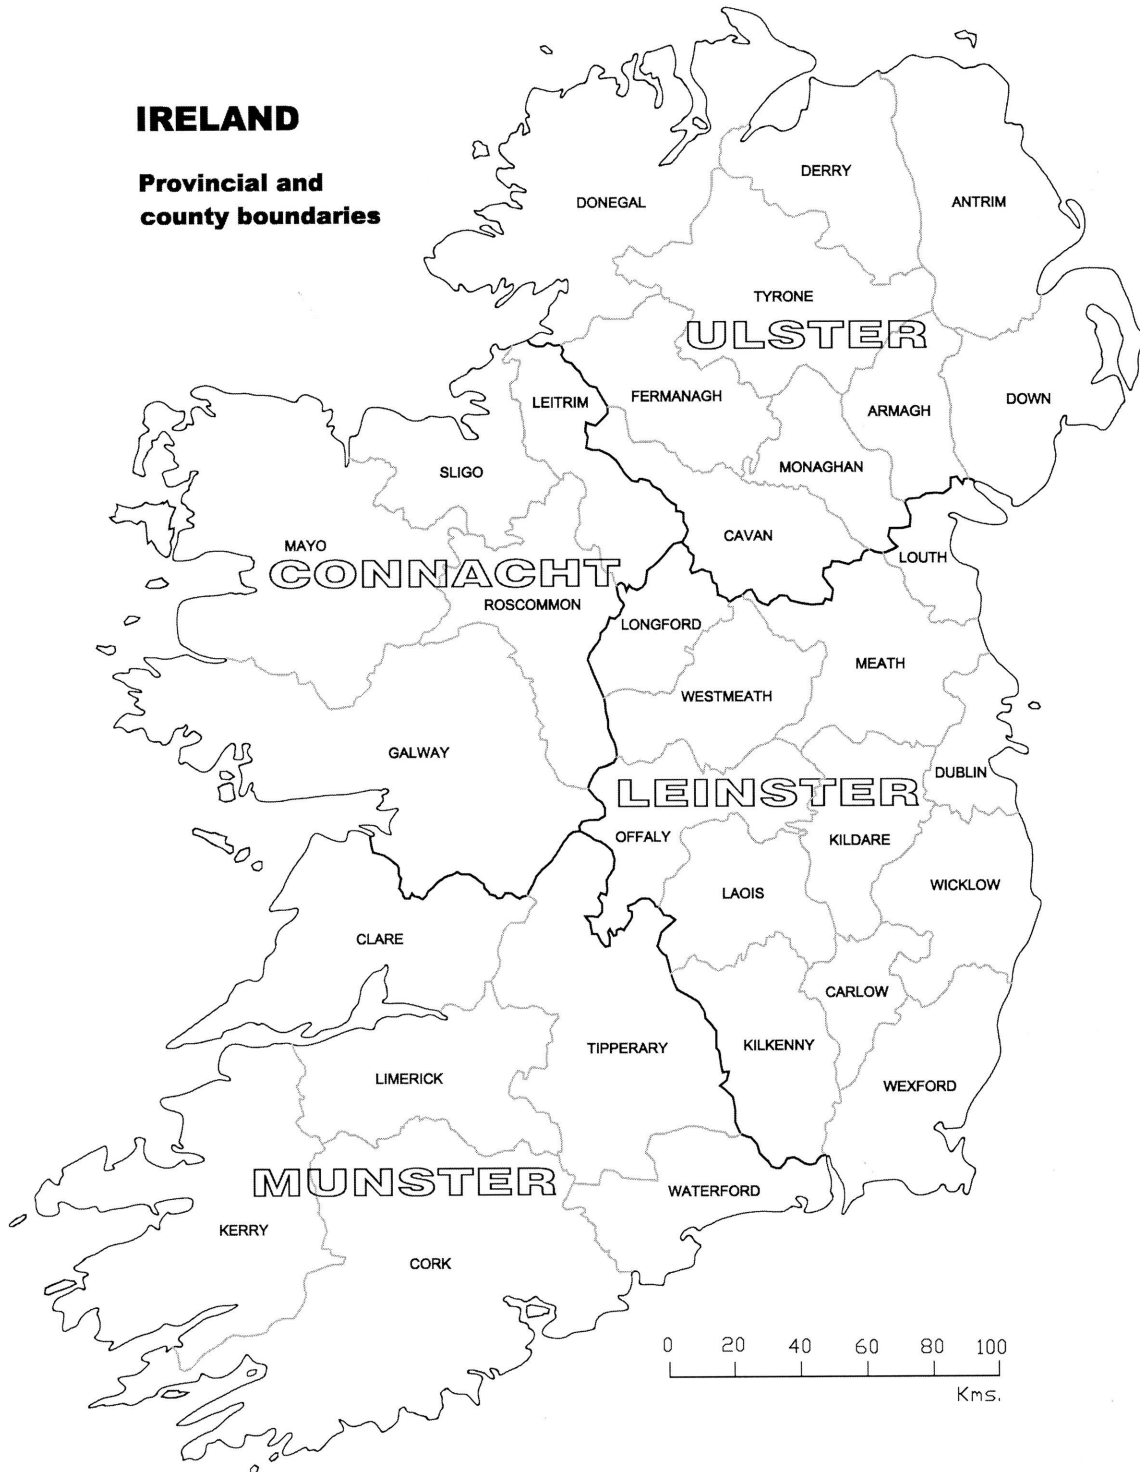 IRELAND
Provincial and
county boundaries
DERRY
DONEGAL
ANTRIM
TYRONE
ULSTER
LEITRIM
FERMANAGH
ARMAGH
DOWN
SLIGO
MONAGHAN
CAVAN
MAYO
LOUTH
CONNACHT
ROSCOMMON
LONGFORD
MEATH
WESTMEATH
GALWAY
DUBLIN
LEINSTER
OFFALY
KILDARE
LAOIS
WICKLOW
CLARE
CARLOW
TIPPERARY
KILKENNY
LIMERICK
WEXFORD
MUNSTER
WATERFORD
KERRY
CORK
0 20 40 60 80 100
Kms.